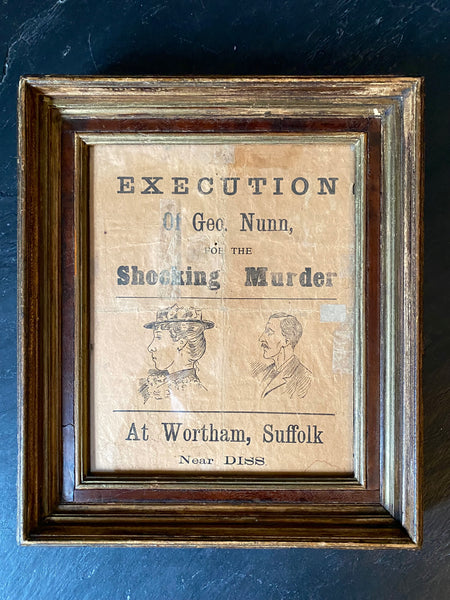 EXECUTION
Of Geo. Nunn,
FOR THE
Shocking Murder
At Wortham, Suffolk
Near DISS